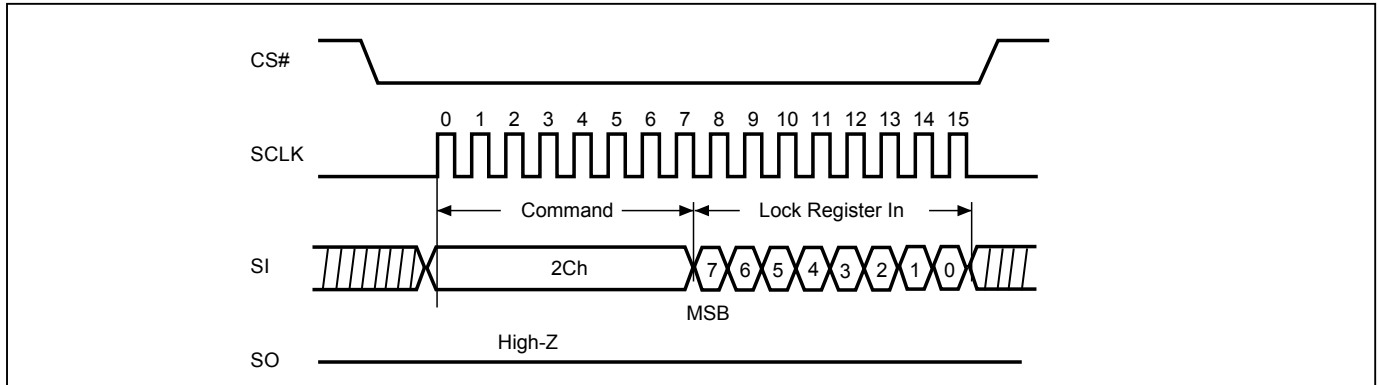 CS#
0 1 2 3 4 5 6 7 8 9 10 11 12 13 14 15
SCLK
Command Lock Register In
SI 2Ch 7 6 5 4 3 2 1 0
MSB
High-Z
SO